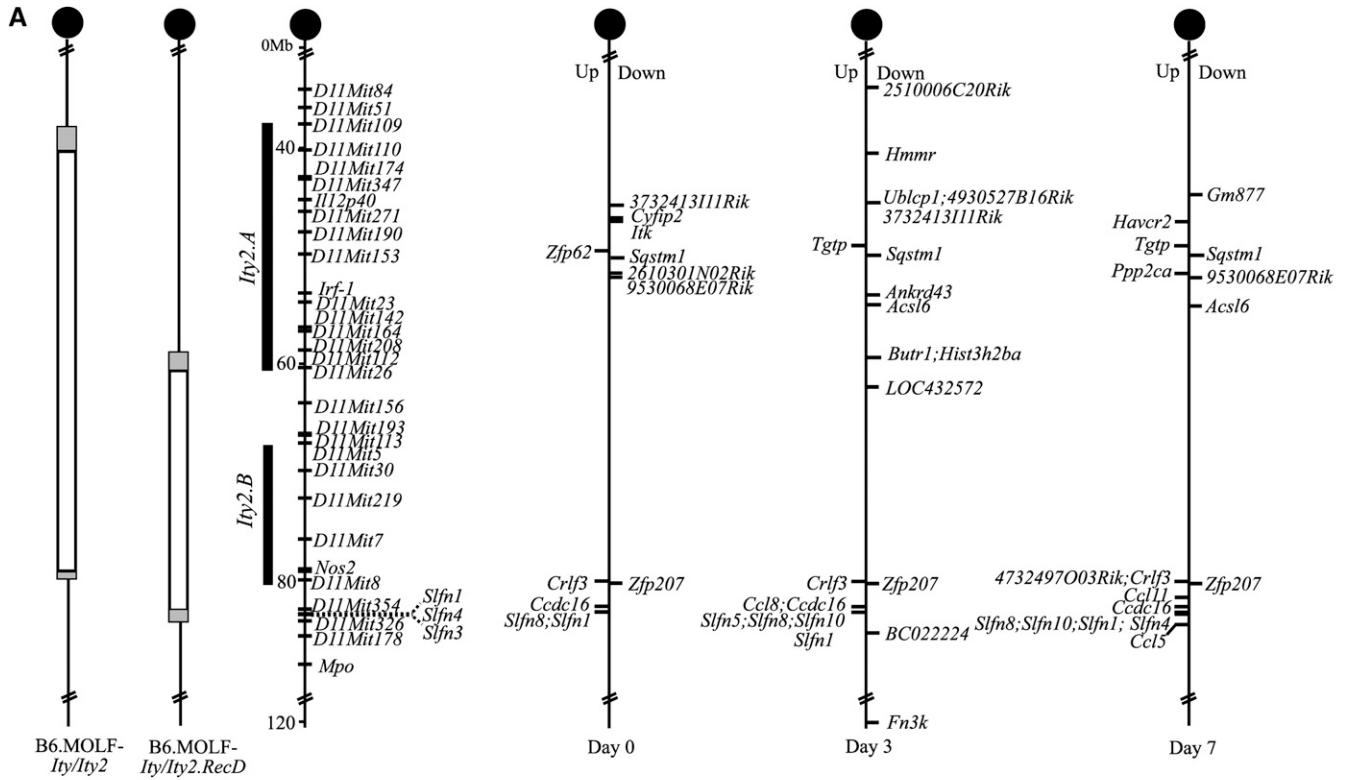 A
0Mb
40
60
80
120
D11Mit84
D11Mit51
D11Mit109
D11Mit110
D11Mit174
D11Mit347
Il12p40
D11Mit271
D11Mit190
D11Mit153
Irf-1
D11Mit23
D11Mit142
D11Mit164
D11Mit208
D11Mit112
D11Mit26
D11Mit156
D11Mit193
D11Mit113
D11Mit5
D11Mit30
D11Mit219
D11Mit7
Nos2
D11Mit8
D11Mit354
D11Mit326
D11Mit178
Mpo
Slfn1
Slfn4
Slfn3
Ity2.A
Ity2.B
B6.MOLF-
Ity/Ity2
B6.MOLF-
Ity/Ity2.RecD
Up Down
3732413I11Rik
Cyfip2
Itk
Zfp62
Sqstm1
2610301N02Rik
9530068E07Rik
Crlf3
Zfp207
Ccdc16
Slfn8;Slfn1
Day 0
Up Down
2510006C20Rik
Hmmr
Ublcp1;4930527B16Rik
3732413I11Rik
Tgtp
Sqstm1
Ankrd43
Acsl6
Butr1;Hist3h2ba
LOC432572
Crlf3
Zfp207
Ccl8;Ccdc16
Slfn5;Slfn8;Slfn10
Slfn1
BC022224
Fn3k
Day 3
Up Down
Gm877
Havcr2
Tgtp
Sqstm1
Ppp2ca
9530068E07Rik
Acsl6
4732497O03Rik;Crlf3
Zfp207
Ccl11
Ccdc16
Slfn8;Slfn10;Slfn1; Slfn4
Ccl5
Day 7